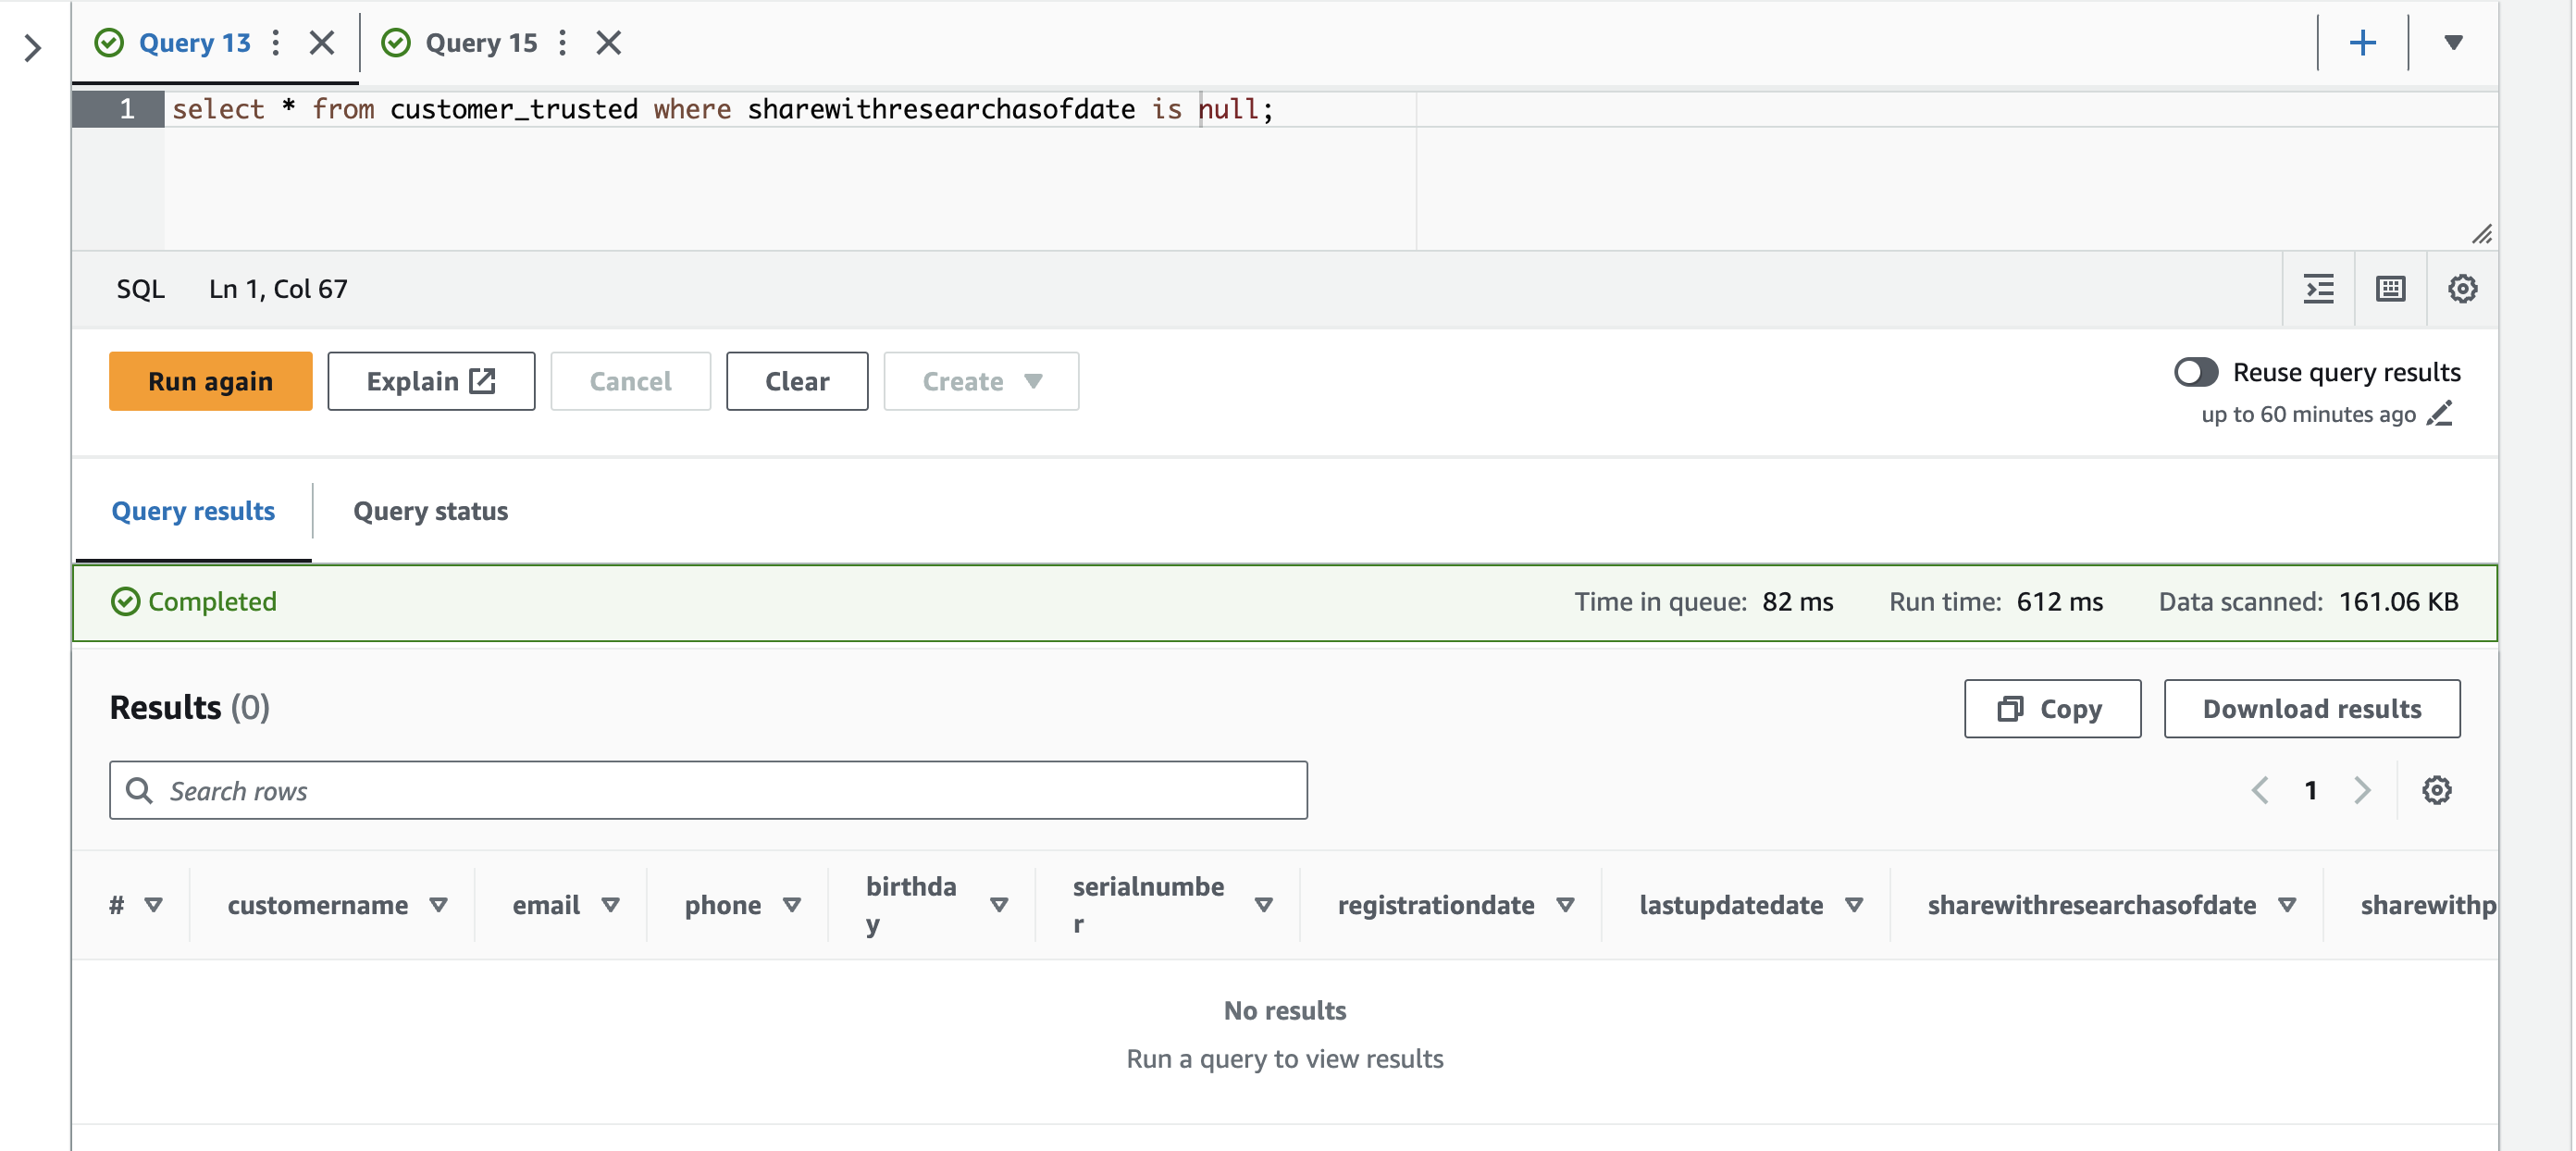 Query 13
Query 15
1 select * from customer_trusted where sharewithresearchasofdate is null;
SQL Ln 1, Col 67
Run again
Explain
Cancel
Clear
Create
Reuse query results
up to 60 minutes ago
Query results
Query status
Completed
Time in queue: 82 ms
Run time: 612 ms
Data scanned: 161.06 KB
Results (0)
Copy
Download results
Search rows
1
#
customername
email
phone
birthda
y
serialnumbe
r
registrationdate
lastupdatedate
sharewithresearchasofdate
sharewithp
No results
Run a query to view results